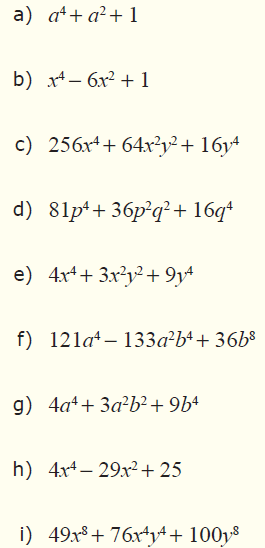 a) a⁴ + a² + 1
b) x⁴ – 6x² + 1
c) 256x⁴ + 64x²y² + 16y⁴
d) 81p⁴ + 36p²q² + 16q⁴
e) 4x⁴ + 3x²y² + 9y⁴
f) 121a⁴ – 133a²b⁴ + 36b⁸
g) 4a⁴ + 3a²b² + 9b⁴
h) 4x⁴ – 29x² + 25
i) 49x⁸ + 76x⁴y⁴ + 100y⁸